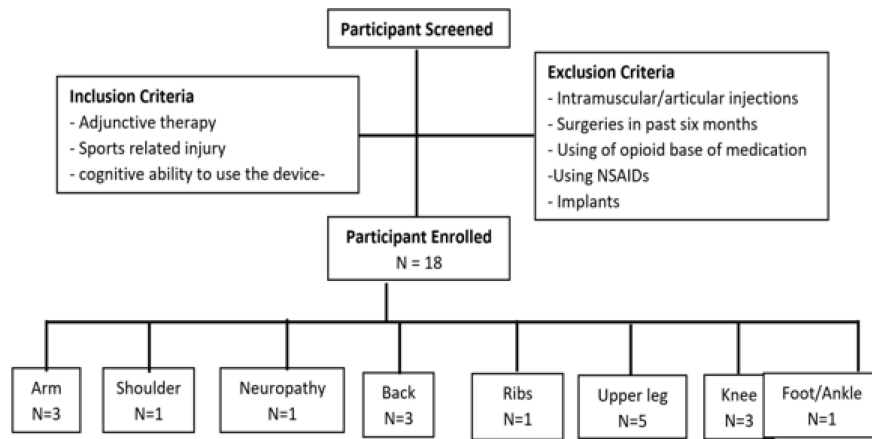 Participant Screened
Inclusion Criteria
- Adjunctive therapy
- Sports related injury
- cognitive ability to use the device-
Exclusion Criteria
- Intramuscular/articular injections
- Surgeries in past six months
- Using of opioid base of medication
-Using NSAIDs
- Implants
Participant Enrolled
N = 18
Arm
N=3
Shoulder
N=1
Neuropathy
N=1
Back
N=3
Ribs
N=1
Upper leg
N=5
Knee
N=3
Foot/Ankle
N=1